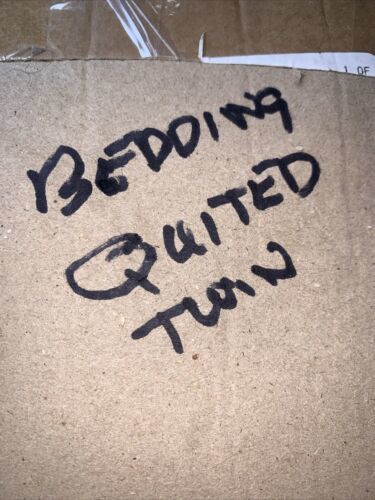 1 OF
BEDDING
QUITED
TWIN